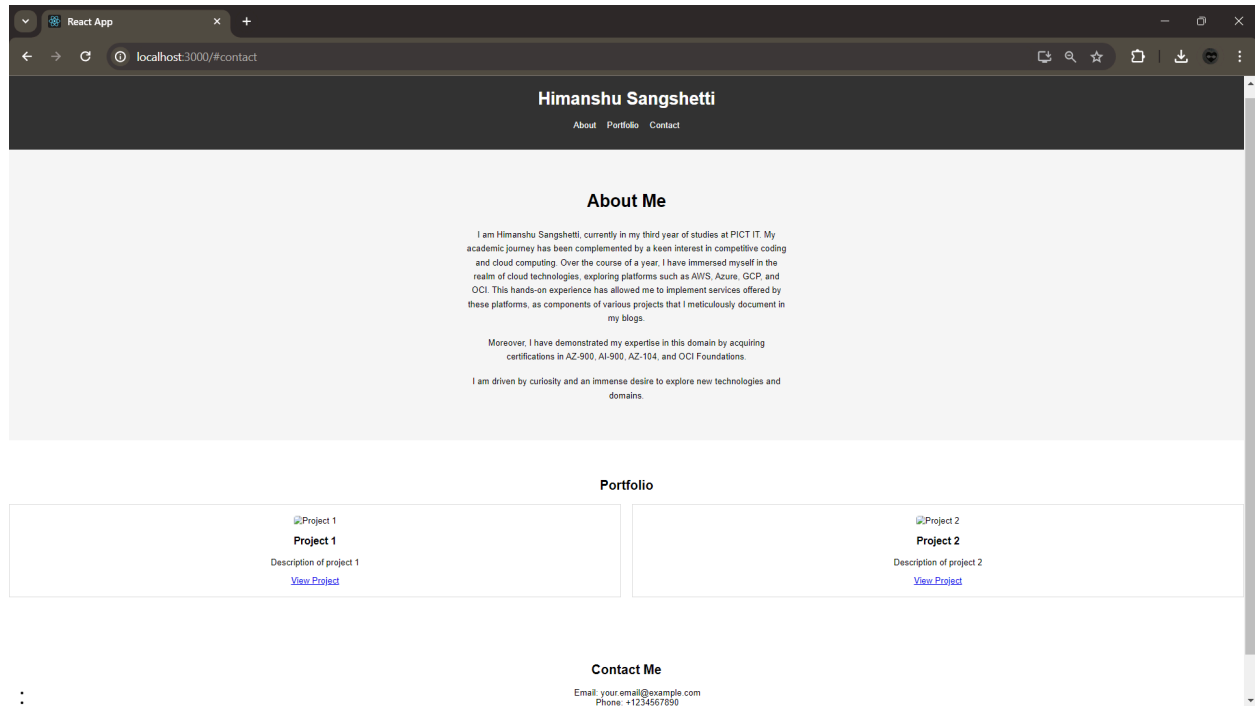 React App
localhost:3000/#contact
Himanshu Sangshetti
About Portfolio Contact
About Me
I am Himanshu Sangshetti, currently in my third year of studies at PICT IT. My
academic journey has been complemented by a keen interest in competitive coding
and cloud computing. Over the course of a year, I have immersed myself in the
realm of cloud technologies, exploring platforms such as AWS, Azure, GCP, and
OCI. This hands-on experience has allowed me to implement services offered by
these platforms, as components of various projects that I meticulously document in
my blogs.
Moreover, I have demonstrated my expertise in this domain by acquiring
certifications in AZ-900, AI-900, AZ-104, and OCI Foundations.
I am driven by curiosity and an immense desire to explore new technologies and
domains.
Portfolio
Project 1
Project 1
Description of project 1
View Project
Project 2
Project 2
Description of project 2
View Project
Contact Me
Email: your.email@example.com
Phone: +1234567890